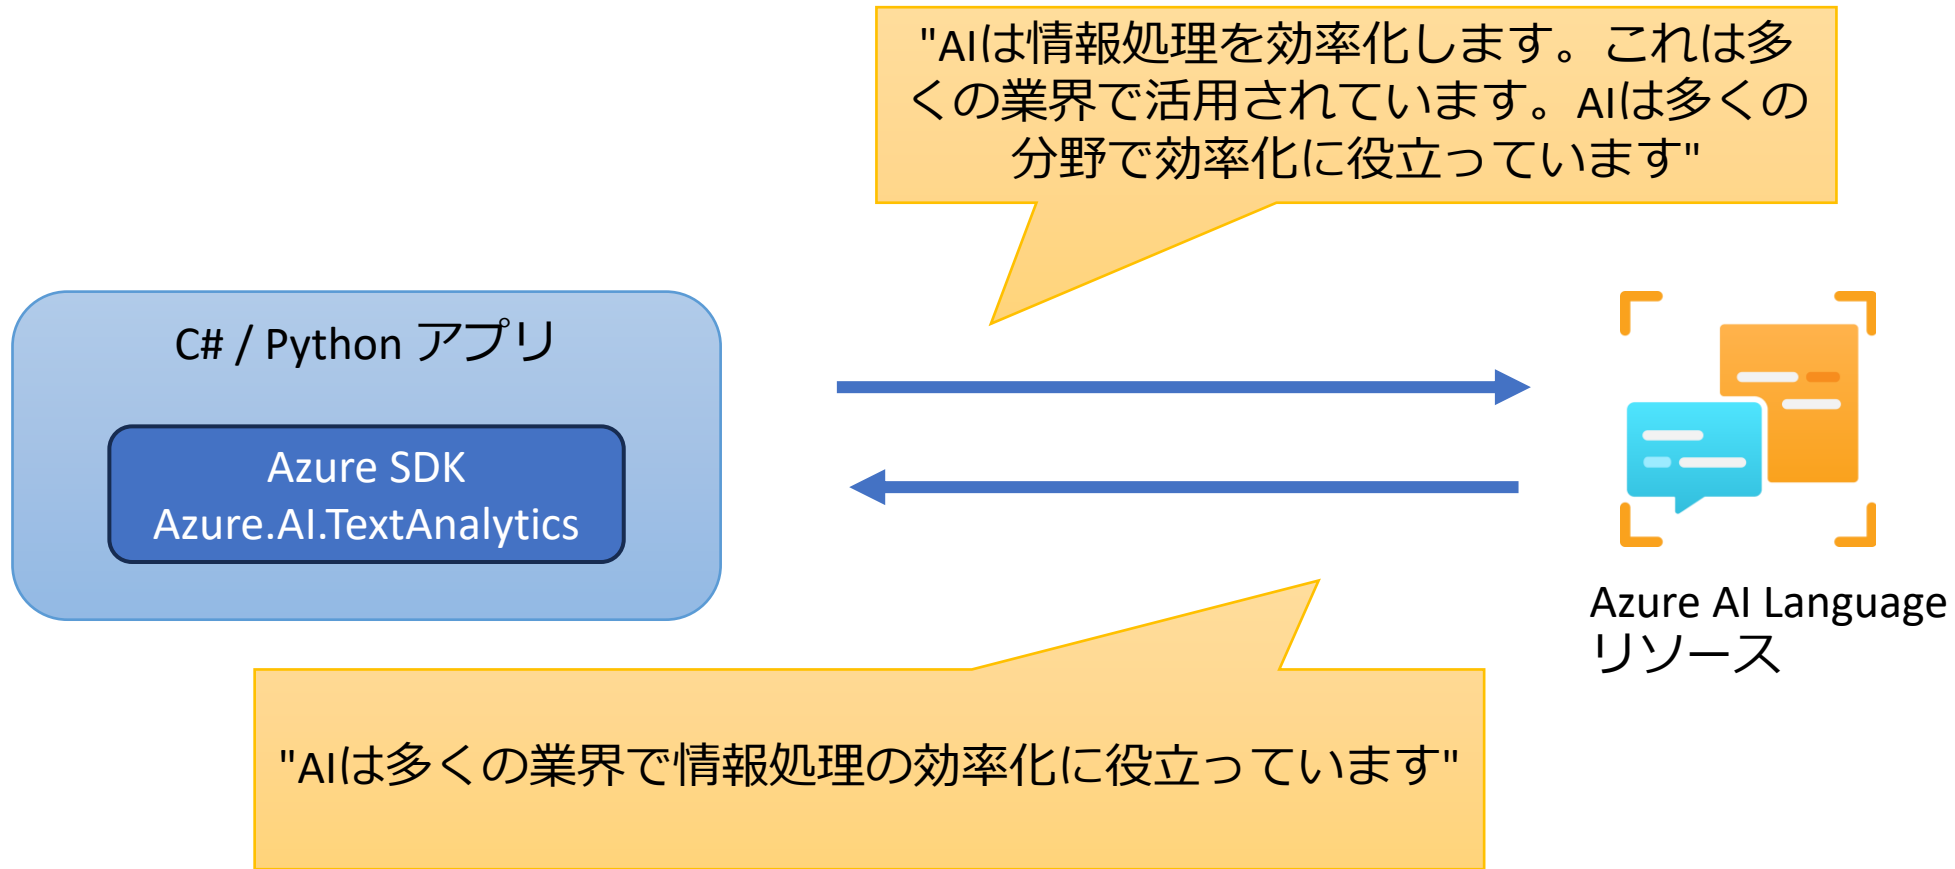 "AIは情報処理を効率化します。これは多
くの業界で活用されています。AIは多くの
分野で効率化に役立っています"
C# / Python アプリ
Azure SDK
Azure.AI.TextAnalytics
Azure AI Language
リソース
"AIは多くの業界で情報処理の効率化に役立っています"